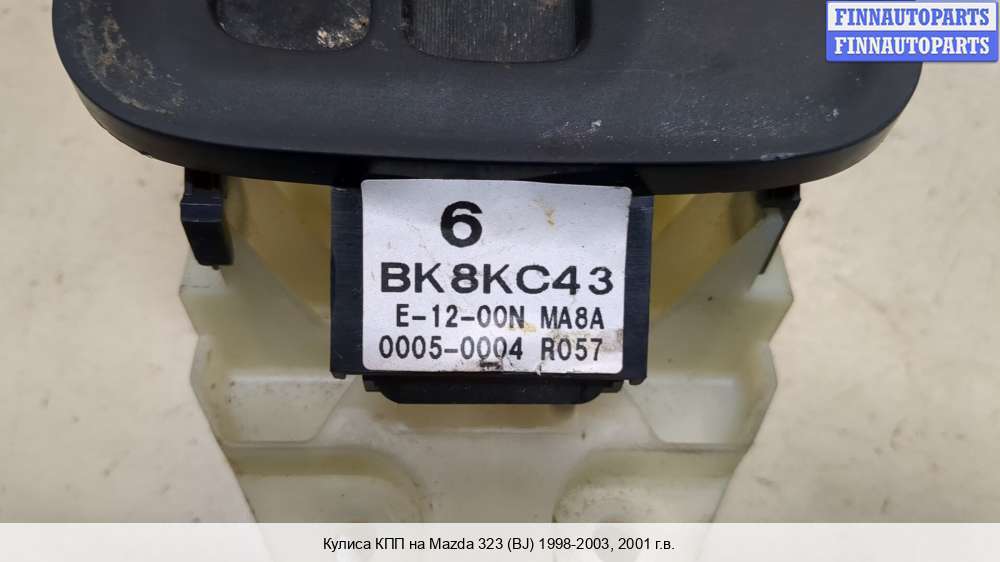 FINNAUTOPARTS
FINNAUTOPARTS
6
BK8KC43
E-12-00N MA8A
0005-0004 R057
Кулиса КПП на Mazda 323 (BJ) 1998-2003, 2001 г.в.